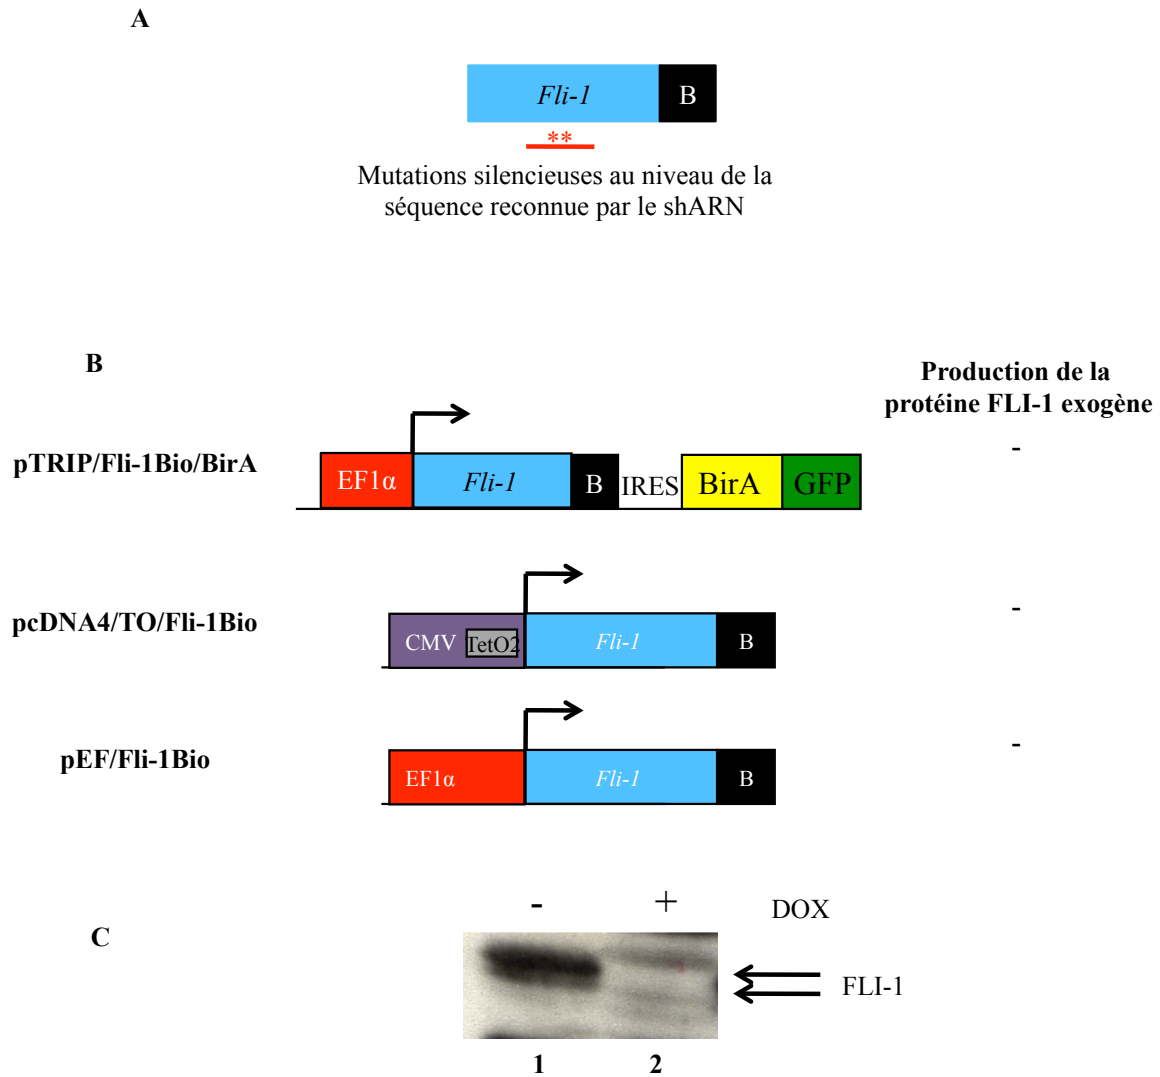 A
Fli-1 B
**
Mutations silencieuses au niveau de la
séquence reconnue par le shARN
B
Production de la
protéine FLI-1 exogène
pTRIP/Fli-1Bio/BirA
EF1α Fli-1 B IRES BirA GFP
-
pcDNA4/TO/Fli-1Bio
CMV TetO2 Fli-1 B
-
pEF/Fli-1Bio
EF1α Fli-1 B
-
C
- + DOX
FLI-1
1 2